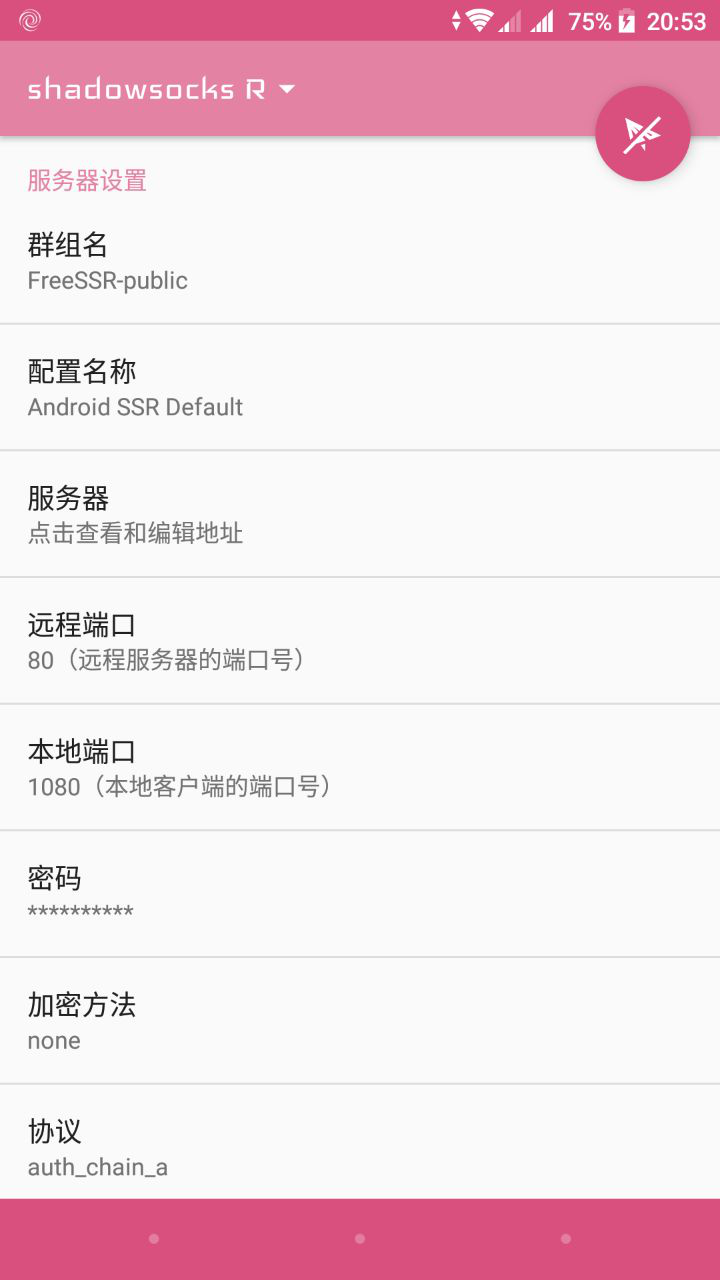 75% 20:53
shadowsocks R
服务器设置
群组名
FreeSSR-public
配置名称
Android SSR Default
服务器
点击查看和编辑地址
远程端口
80（远程服务器的端口号）
本地端口
1080（本地客户端的端口号）
密码
**********
加密方法
none
协议
auth_chain_a